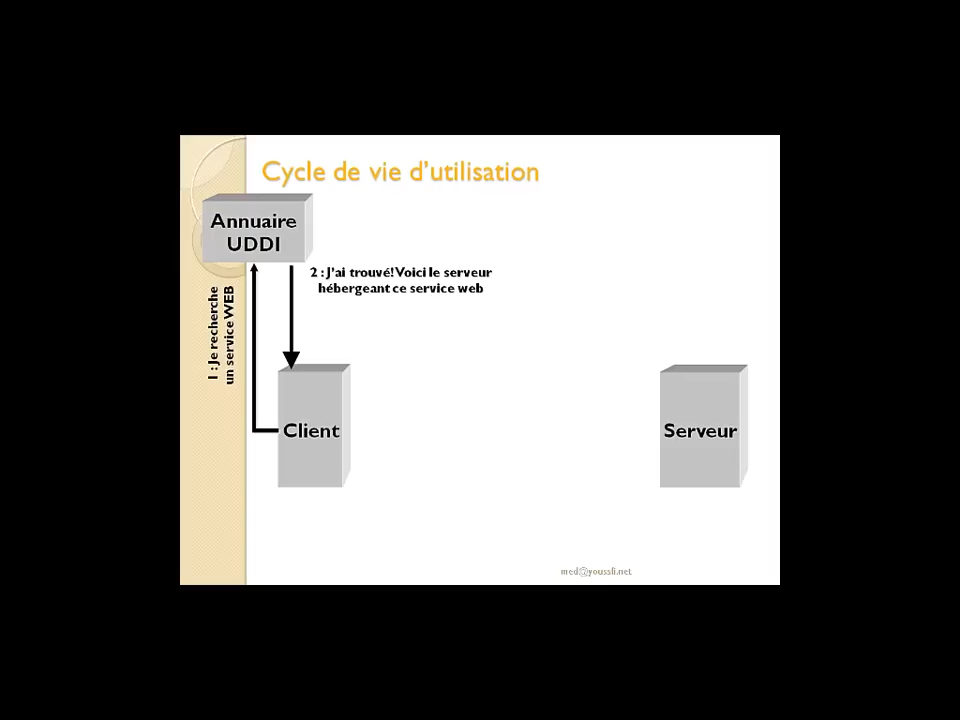 Cycle de vie d'utilisation
Annuaire
UDDI
2 : J'ai trouvé! Voici le serveur
hébergeant ce service web
1 : Je recherche
un service WEB
Client
Serveur
med@youssfi.net